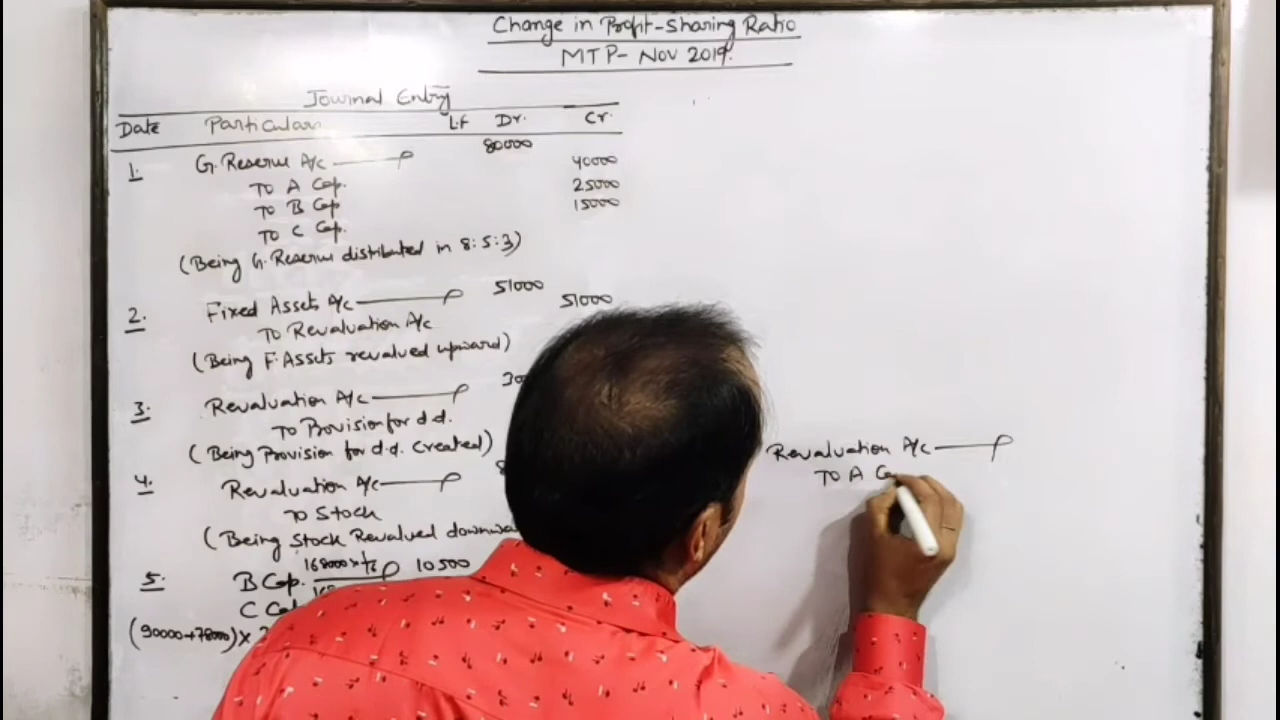 Change in Profit-Sharing Ratio
MTP- Nov 2019.
Journal Entry
Date Particulars L.F Dr. Cr.
1. G. Reserve A/c 80000
To A Cap. 40000
To B Cap 25000
To C Cap. 15000
(Being G. Reserve distributed in 8:5:3)
2. Fixed Assets A/c 51000
To Revaluation A/c 51000
(Being F. Assets revalued upward)
3. Revaluation A/c
To Provision for d.d.
(Being Provision for d.d. Created)
4. Revaluation A/c
To Stock
(Being Stock Revalued
5. B Cap. 10500
C
(90000+78000)×
Revaluation A/c
To A